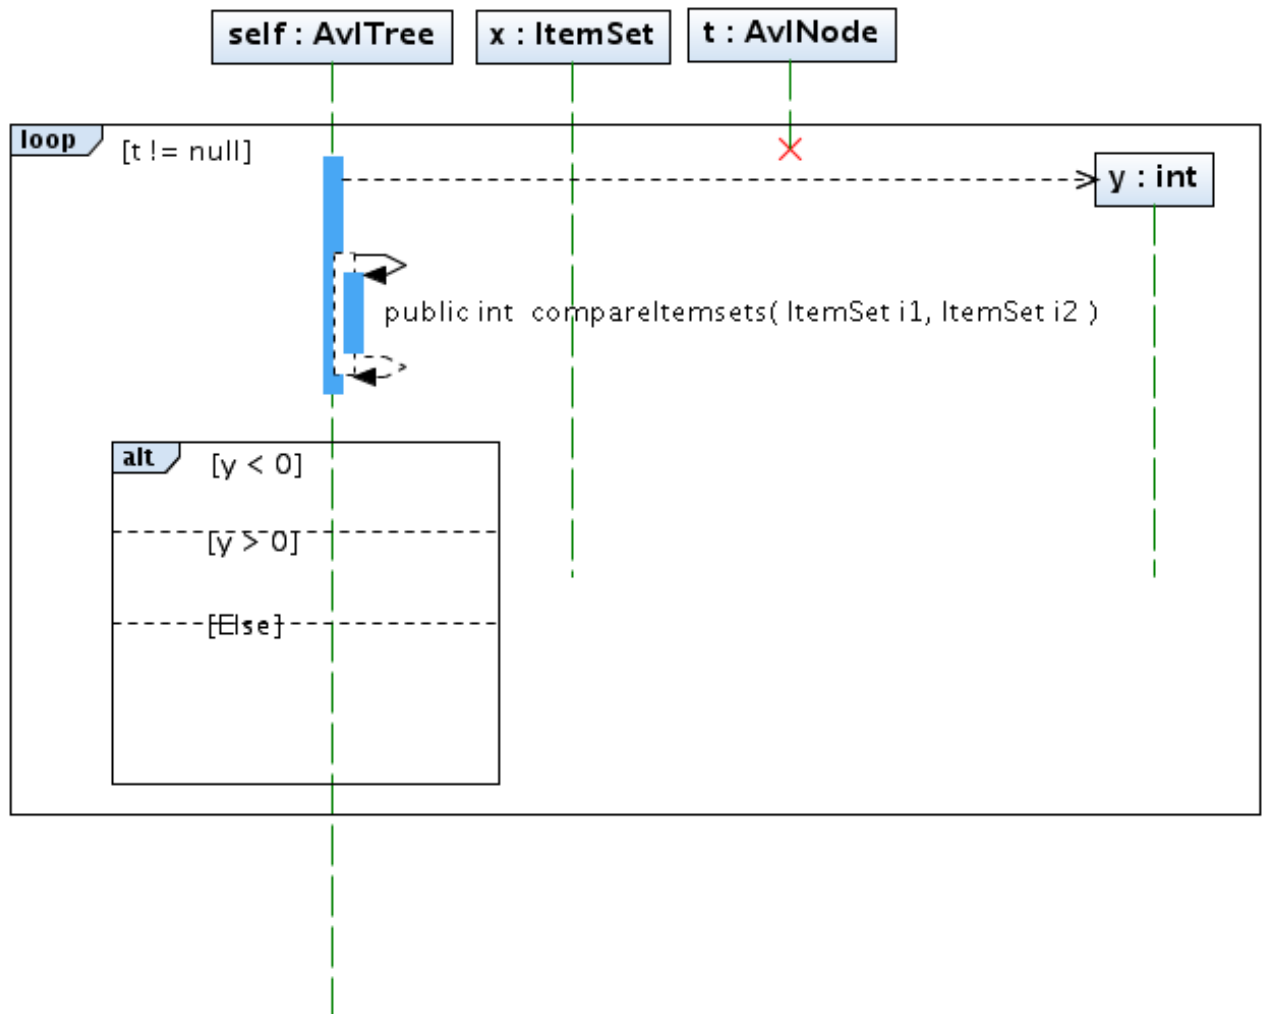 self : AvlTree
x : ItemSet
t : AvlNode
loop
[t != null]
y : int
public int compareItemsets( ItemSet i1, ItemSet i2 )
alt
[y < 0]
[y > 0]
[Else]